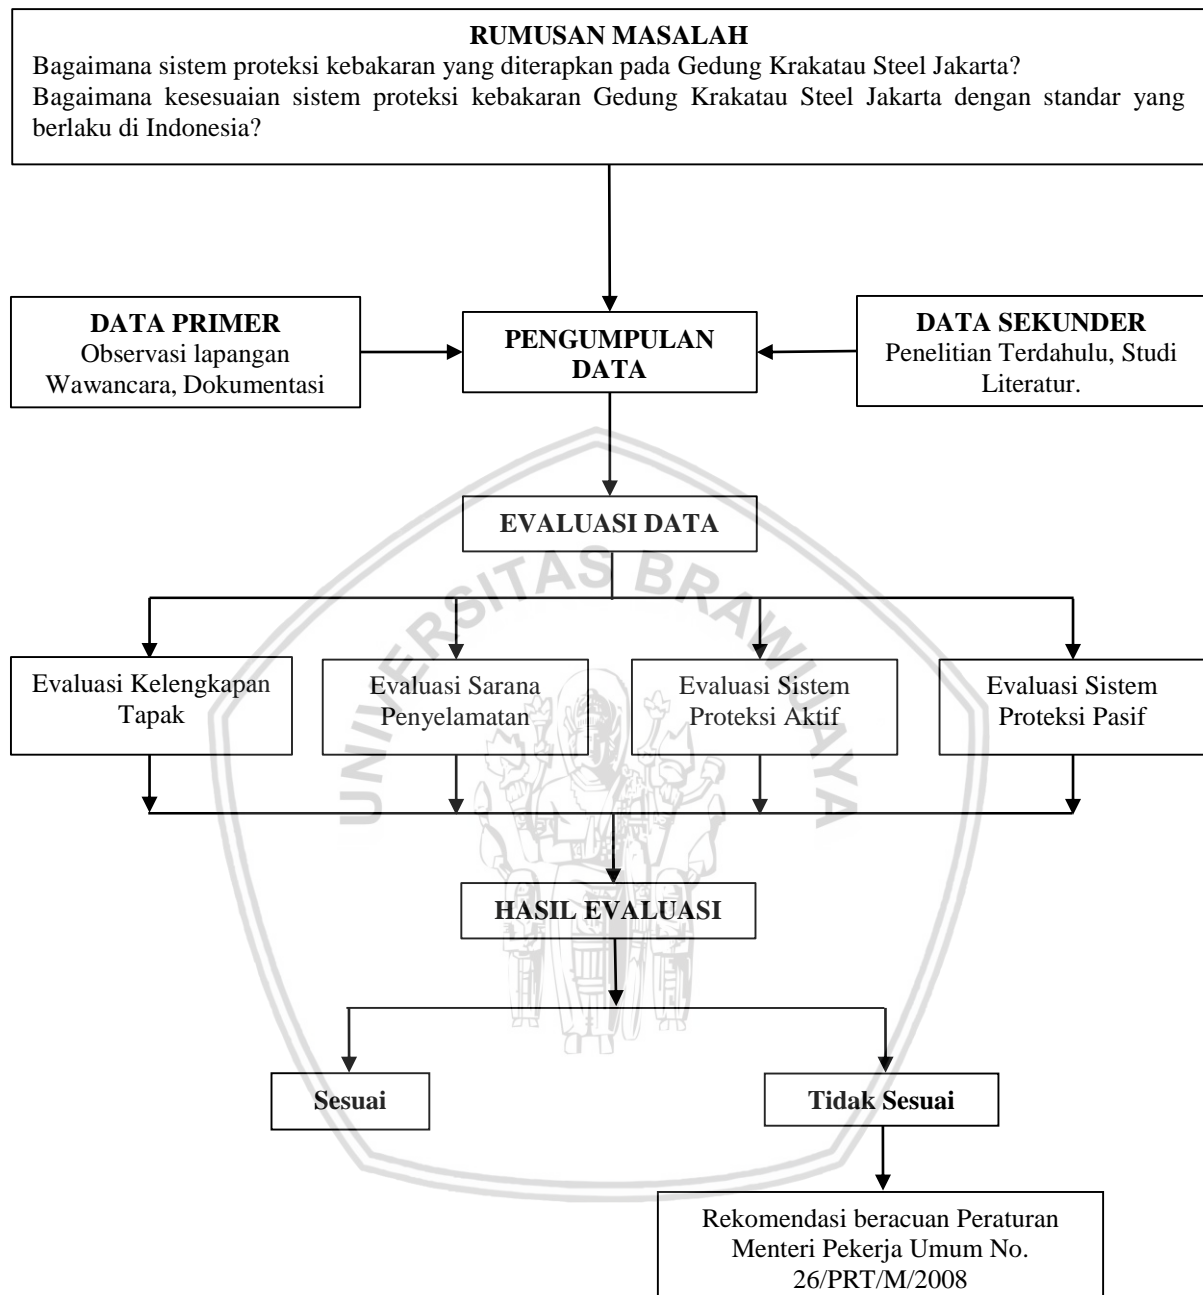 RUMUSAN MASALAH
Bagaimana sistem proteksi kebakaran yang diterapkan pada Gedung Krakatau Steel Jakarta?
Bagaimana kesesuaian sistem proteksi kebakaran Gedung Krakatau Steel Jakarta dengan standar yang
berlaku di Indonesia?
DATA PRIMER
Observasi lapangan
Wawancara, Dokumentasi
PENGUMPULAN
DATA
DATA SEKUNDER
Penelitian Terdahulu, Studi
Literatur.
EVALUASI DATA
UNIVERSITAS BRAWIJAYA
Evaluasi Kelengkapan
Tapak
Evaluasi Sarana
Penyelamatan
Evaluasi Sistem
Proteksi Aktif
Evaluasi Sistem
Proteksi Pasif
HASIL EVALUASI
Sesuai
Tidak Sesuai
Rekomendasi beracuan Peraturan
Menteri Pekerja Umum No.
26/PRT/M/2008